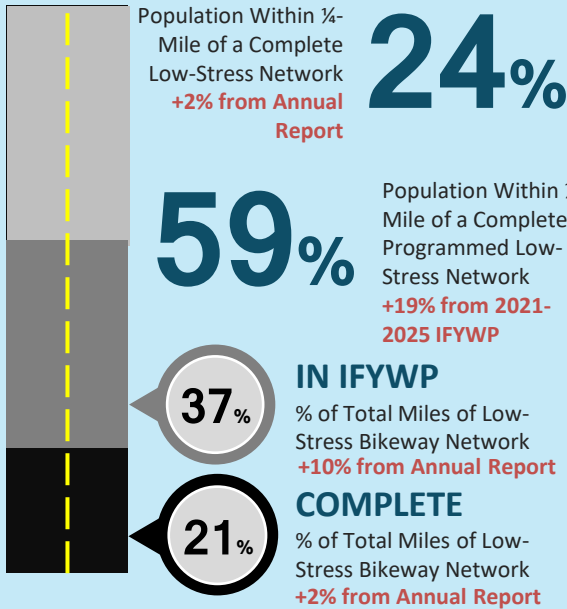 Population Within ¼-
Mile of a Complete
Low-Stress Network
+2% from Annual
Report
24%
59%
Population Within
Mile of a Complete
Programmed Low-
Stress Network
+19% from 2021-
2025 IFYWP
37%
IN IFYWP
% of Total Miles of Low-
Stress Bikeway Network
+10% from Annual Report
21%
COMPLETE
% of Total Miles of Low-
Stress Bikeway Network
+2% from Annual Report